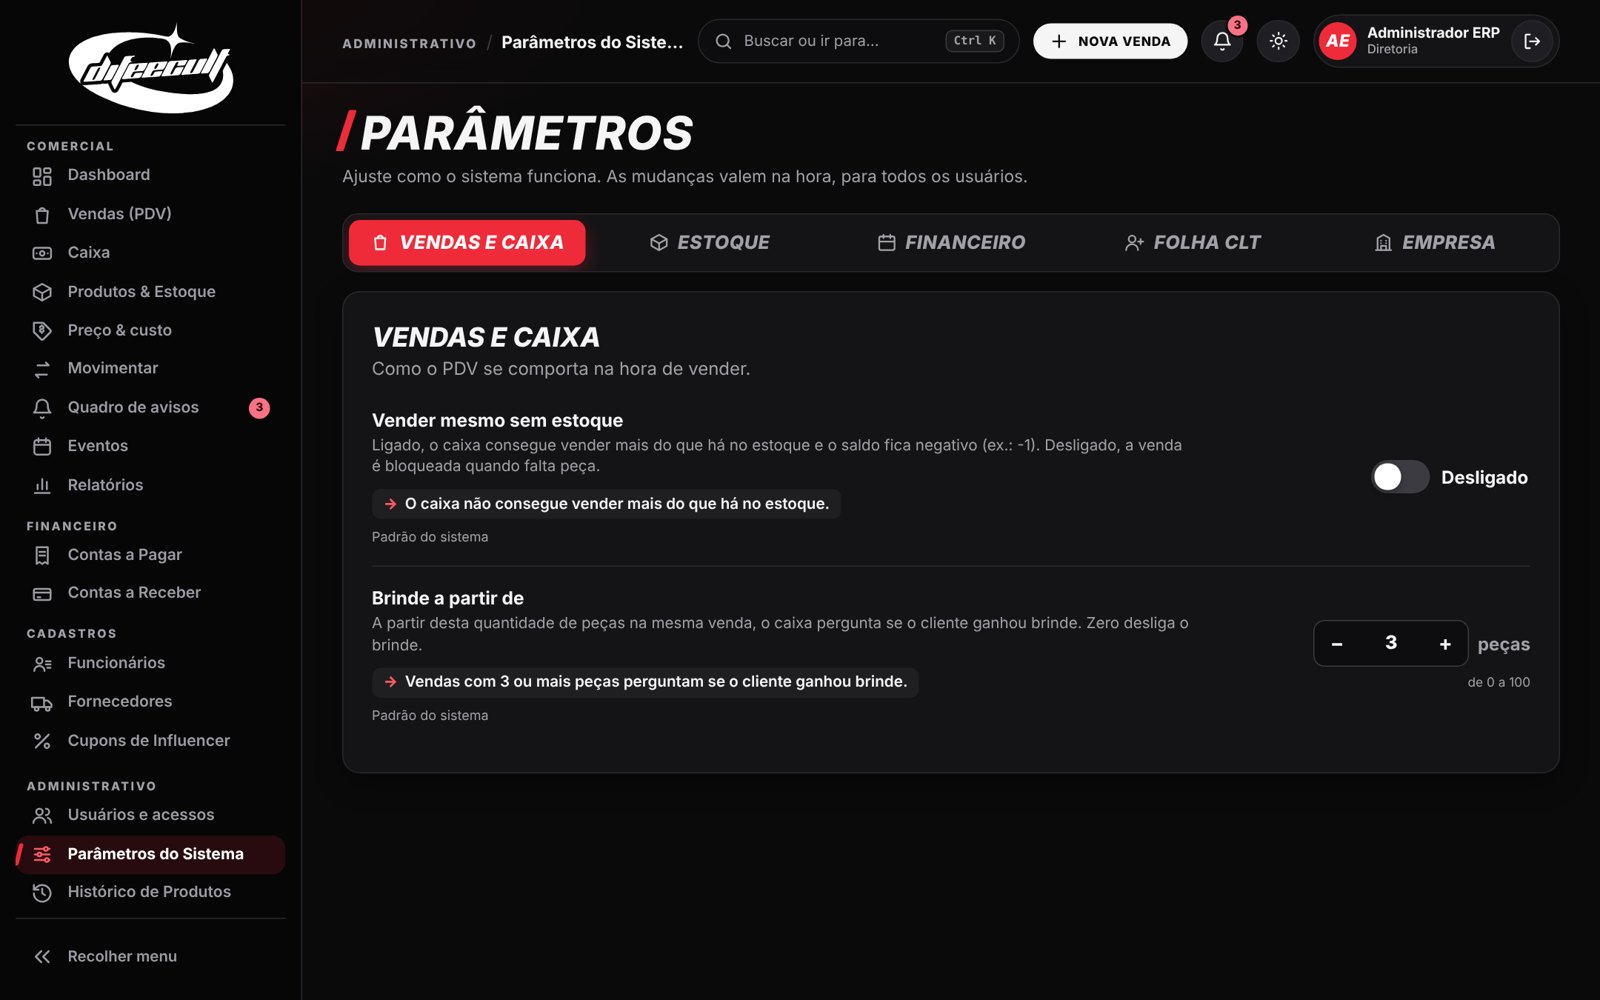 difeecult
COMERCIAL
Dashboard
Vendas (PDV)
Caixa
Produtos & Estoque
Preço & custo
Movimentar
Quadro de avisos 3
Eventos
Relatórios
FINANCEIRO
Contas a Pagar
Contas a Receber
CADASTROS
Funcionários
Fornecedores
Cupons de Influencer
ADMINISTRATIVO
Usuários e acessos
Parâmetros do Sistema
Histórico de Produtos
Recolher menu
ADMINISTRATIVO / Parâmetros do Siste...
Buscar ou ir para... Ctrl K
+ NOVA VENDA
3
AE
Administrador ERP
Diretoria
/PARÂMETROS
Ajuste como o sistema funciona. As mudanças valem na hora, para todos os usuários.
VENDAS E CAIXA
ESTOQUE
FINANCEIRO
FOLHA CLT
EMPRESA
VENDAS E CAIXA
Como o PDV se comporta na hora de vender.
Vender mesmo sem estoque
Ligado, o caixa consegue vender mais do que há no estoque e o saldo fica negativo (ex.: -1). Desligado, a venda
é bloqueada quando falta peça.
→ O caixa não consegue vender mais do que há no estoque.
Padrão do sistema
Desligado
Brinde a partir de
A partir desta quantidade de peças na mesma venda, o caixa pergunta se o cliente ganhou brinde. Zero desliga o
brinde.
→ Vendas com 3 ou mais peças perguntam se o cliente ganhou brinde.
Padrão do sistema
− 3 + peças
de 0 a 100